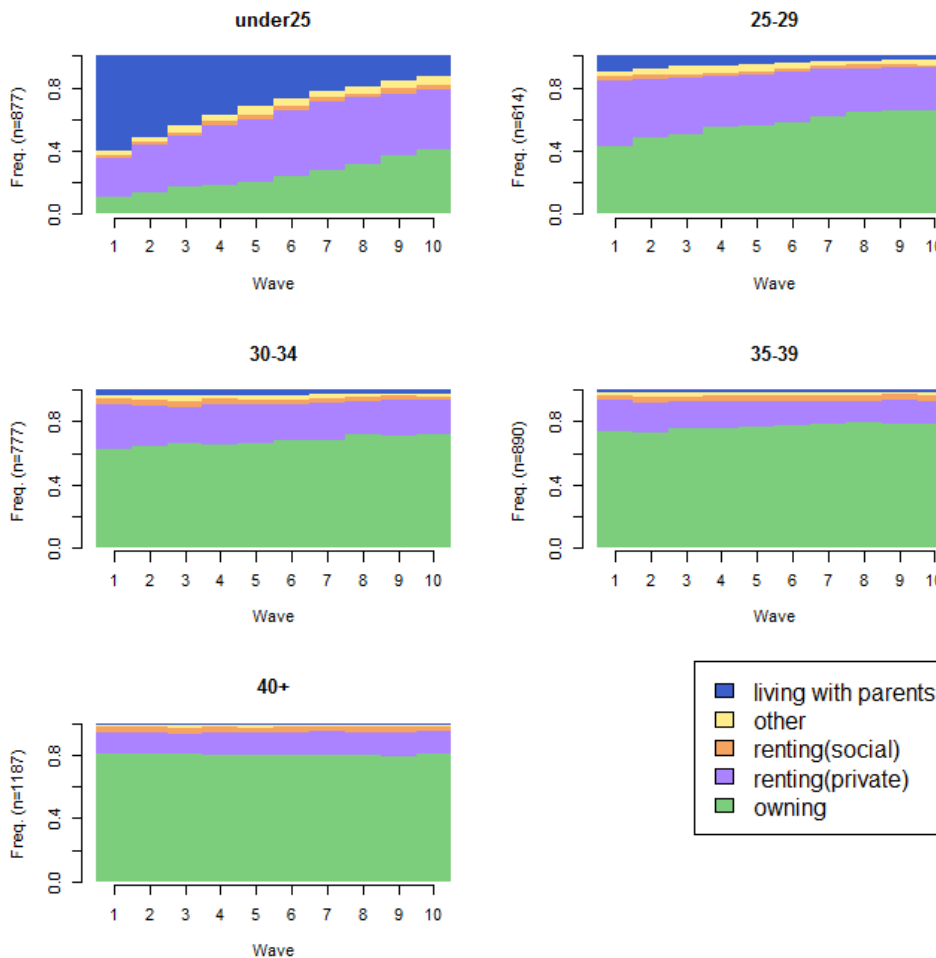 under25
Freq. (n=877)
0.0 0.4 0.8
1 2 3 4 5 6 7 8 9 10
Wave
25-29
Freq. (n=614)
0.0 0.4 0.8
1 2 3 4 5 6 7 8 9 10
Wave
30-34
Freq. (n=7777)
0.0 0.4 0.8
1 2 3 4 5 6 7 8 9 10
Wave
35-39
Freq. (n=890)
0.0 0.4 0.8
1 2 3 4 5 6 7 8 9 10
Wave
40+
Freq. (n=1187)
0.0 0.4 0.8
1 2 3 4 5 6 7 8 9 10
Wave
living with parents
other
renting(social)
renting(private)
owning